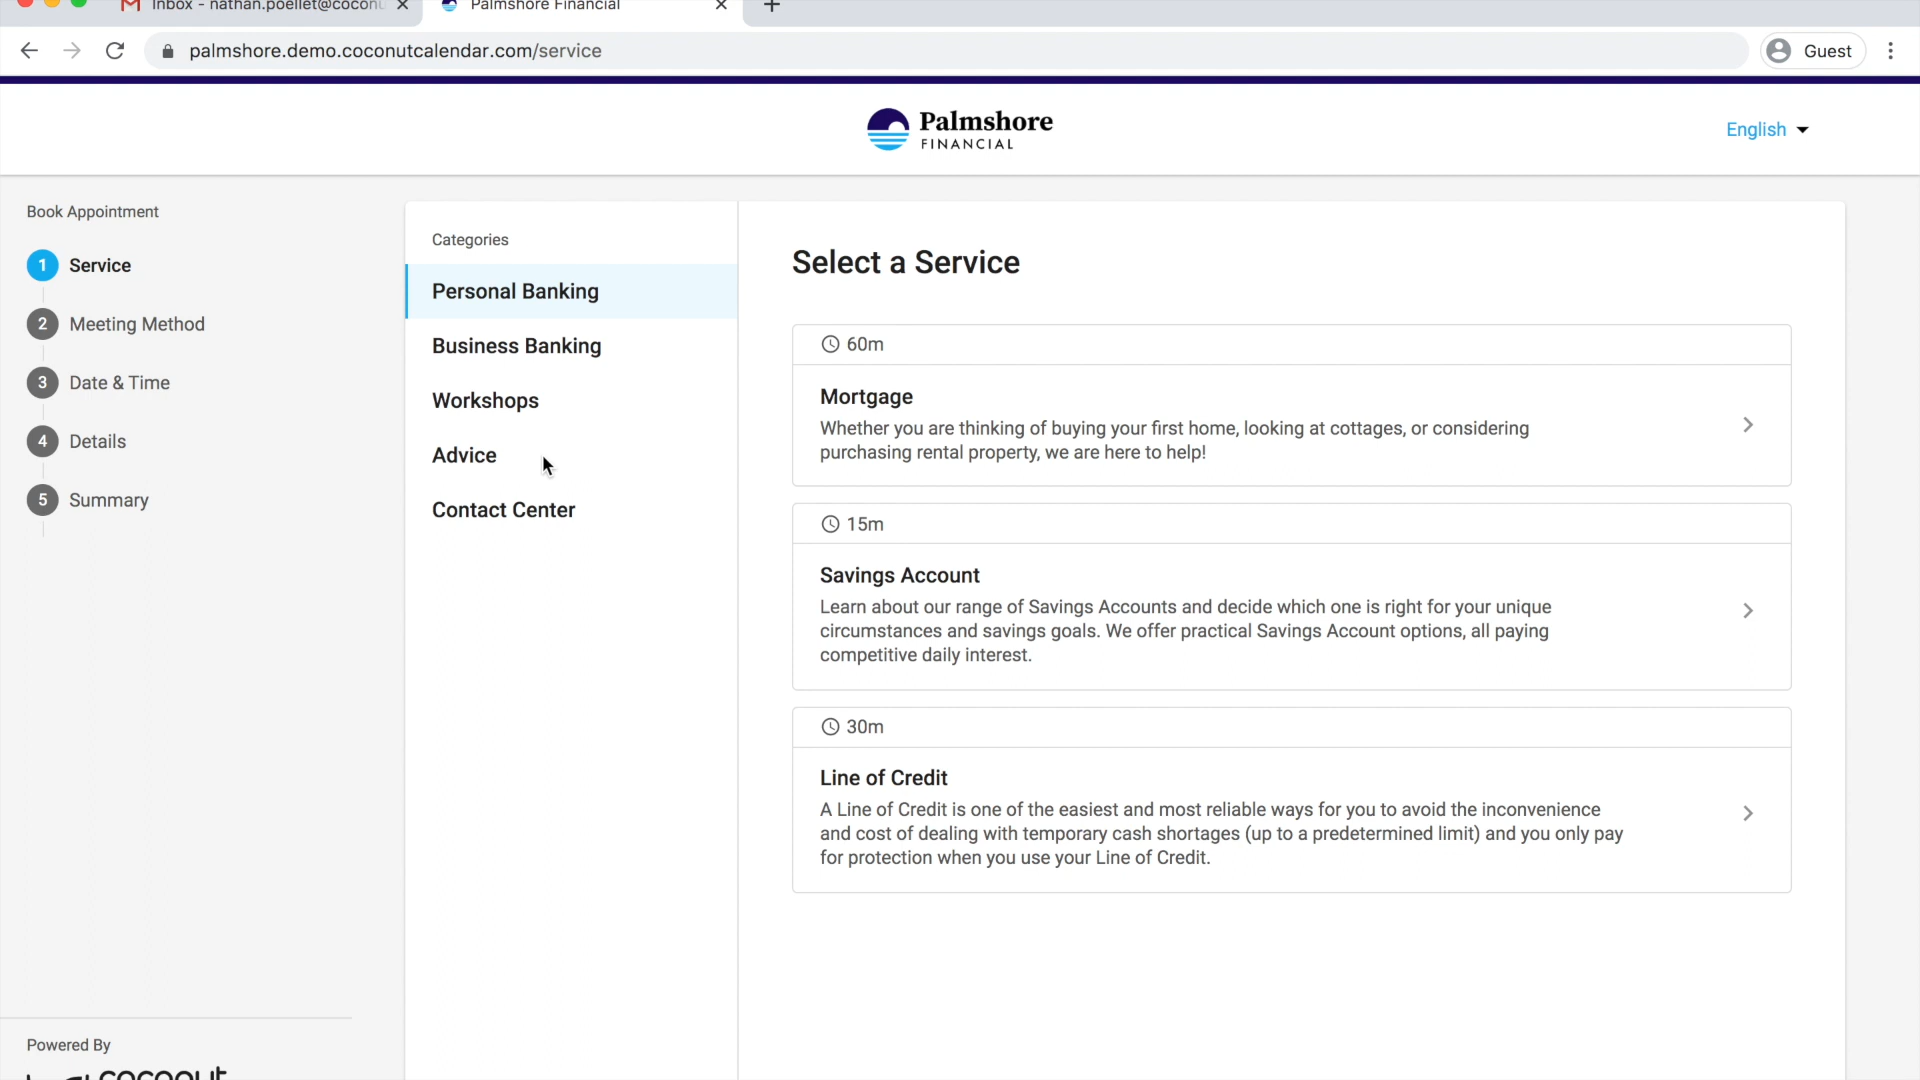 Inbox - nathan.poellet@coconu
Palmshore Financial
palmshore.demo.coconutcalendar.com/service
Guest
Palmshore
FINANCIAL
English
Book Appointment
1 Service
2 Meeting Method
3 Date & Time
4 Details
5 Summary
Categories
Personal Banking
Business Banking
Workshops
Advice
Contact Center
Select a Service
60m
Mortgage
Whether you are thinking of buying your first home, looking at cottages, or considering
purchasing rental property, we are here to help!
15m
Savings Account
Learn about our range of Savings Accounts and decide which one is right for your unique
circumstances and savings goals. We offer practical Savings Account options, all paying
competitive daily interest.
30m
Line of Credit
A Line of Credit is one of the easiest and most reliable ways for you to avoid the inconvenience
and cost of dealing with temporary cash shortages (up to a predetermined limit) and you only pay
for protection when you use your Line of Credit.
Powered By
coconut